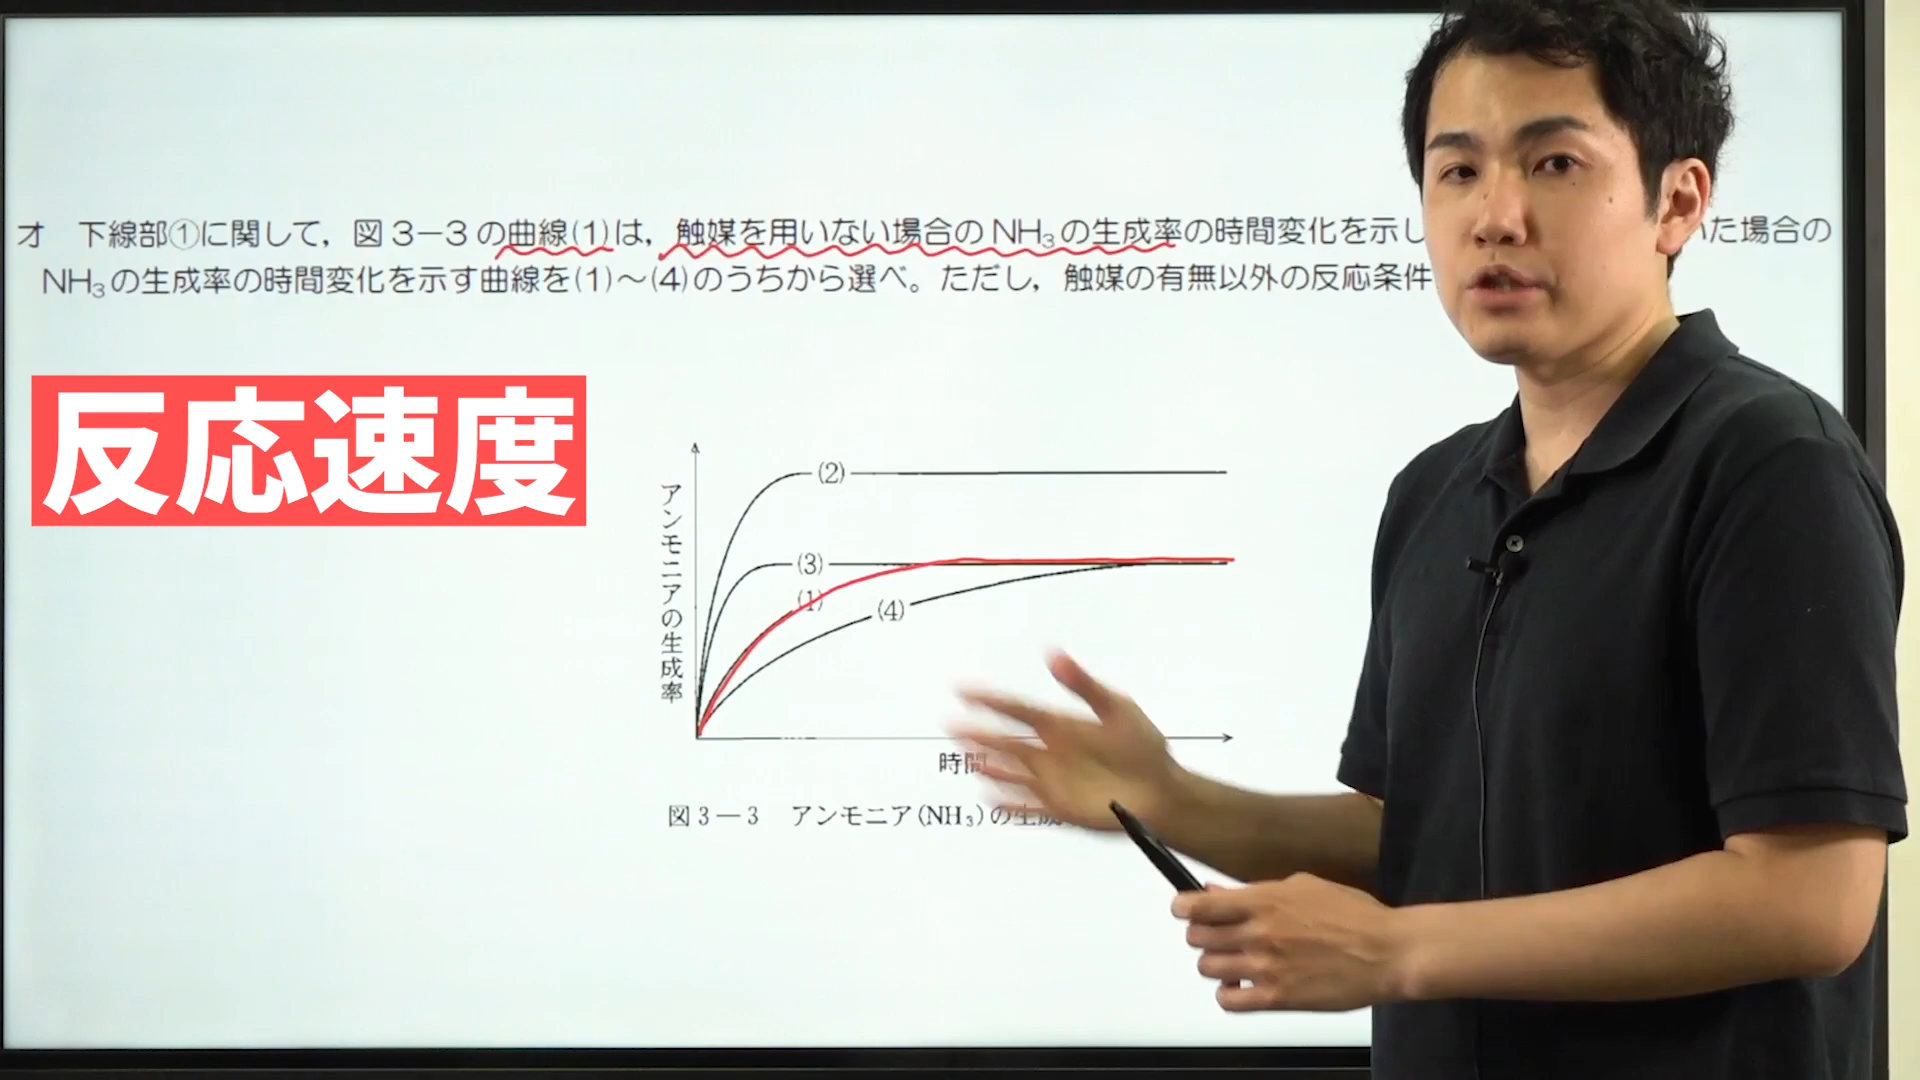 オ 下線部①に関して，図3−3の曲線(1)は，触媒を用いない場合のNH₃の生成率の時間変化を示し いた場合の
NH₃の生成率の時間変化を示す曲線を(1)〜(4)のうちから選べ。ただし，触媒の有無以外の反応条件
反応速度
(2)
(3)
(1)
(4)
アンモニアの生成率
時間
図3−3 アンモニア(NH₃)の生成